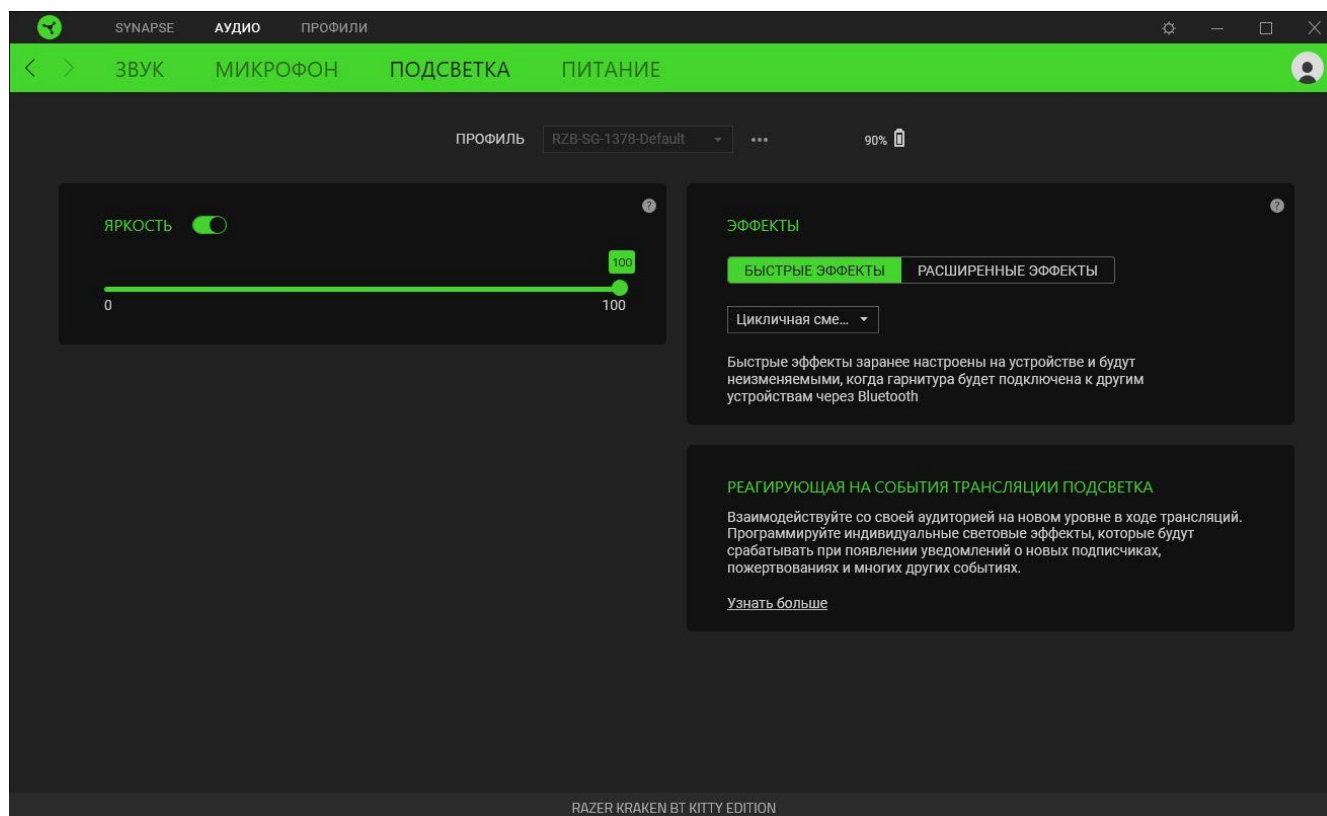 SYNAPSE АУДИО ПРОФИЛИ
ЗВУК МИКРОФОН ПОДСВЕТКА ПИТАНИЕ
ПРОФИЛЬ RZB-SG-1378-Default ••• 90%
ЯРКОСТЬ
100
0 100
ЭФФЕКТЫ
БЫСТРЫЕ ЭФФЕКТЫ РАСШИРЕННЫЕ ЭФФЕКТЫ
Цикличная сме...
Быстрые эффекты заранее настроены на устройстве и будут
неизменяемыми, когда гарнитура будет подключена к другим
устройствам через Bluetooth
РЕАГИРУЮЩАЯ НА СОБЫТИЯ ТРАНСЛЯЦИИ ПОДСВЕТКА
Взаимодействуйте со своей аудиторией на новом уровне в ходе трансляций.
Программируйте индивидуальные световые эффекты, которые будут
срабатывать при появлении уведомлений о новых подписчиках,
пожертвованиях и многих других событиях.
Узнать больше
RAZER KRAKEN BT KITTY EDITION